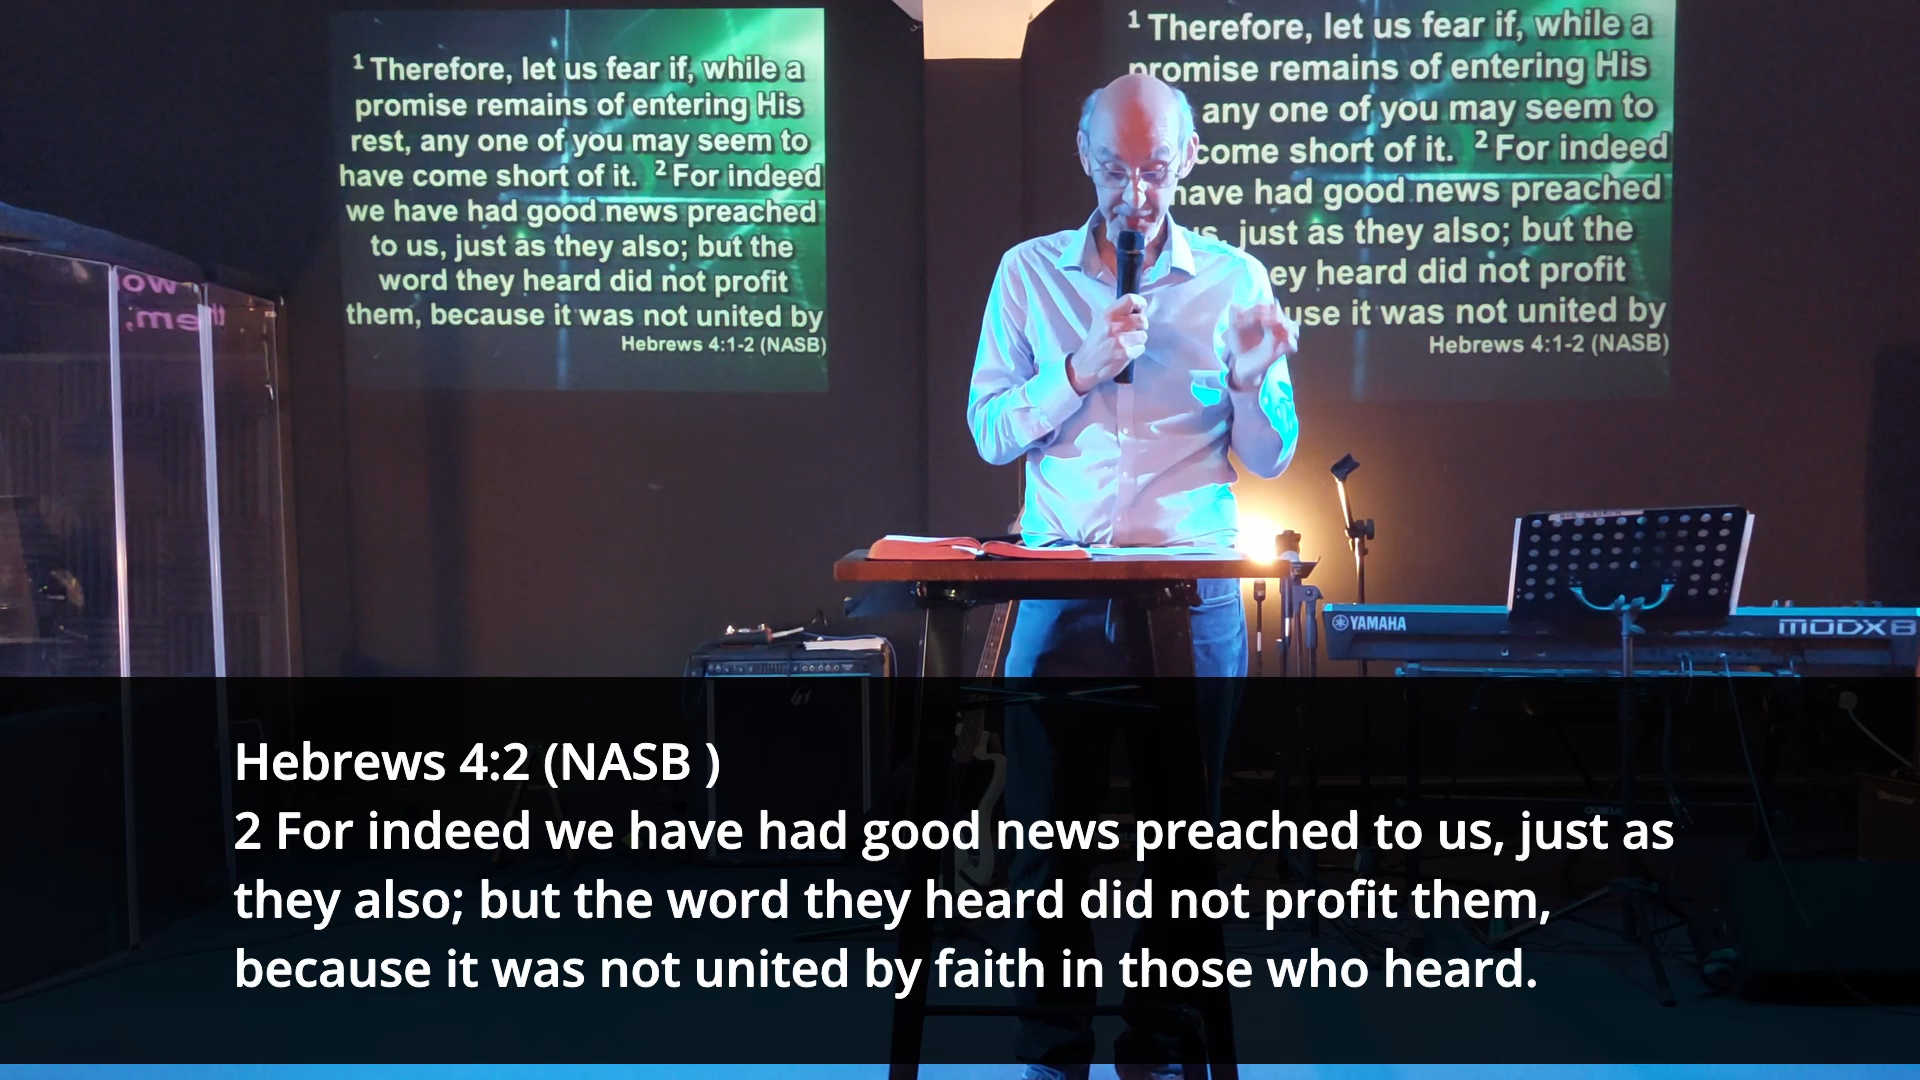 1 Therefore, let us fear if, while a
promise remains of entering His
rest, any one of you may seem to
have come short of it. 2 For indeed
we have had good news preached
to us, just as they also; but the
word they heard did not profit
them, because it was not united by
Hebrews 4:1-2 (NASB)
1 Therefore, let us fear if, while a
promise remains of entering His
any one of you may seem to
come short of it. 2 For indeed
have had good news preached
just as they also; but the
heard did not profit
it was not united by
Hebrews 4:1-2 (NASB)
YAMAHA
MODX8
Hebrews 4:2 (NASB )
2 For indeed we have had good news preached to us, just as
they also; but the word they heard did not profit them,
because it was not united by faith in those who heard.